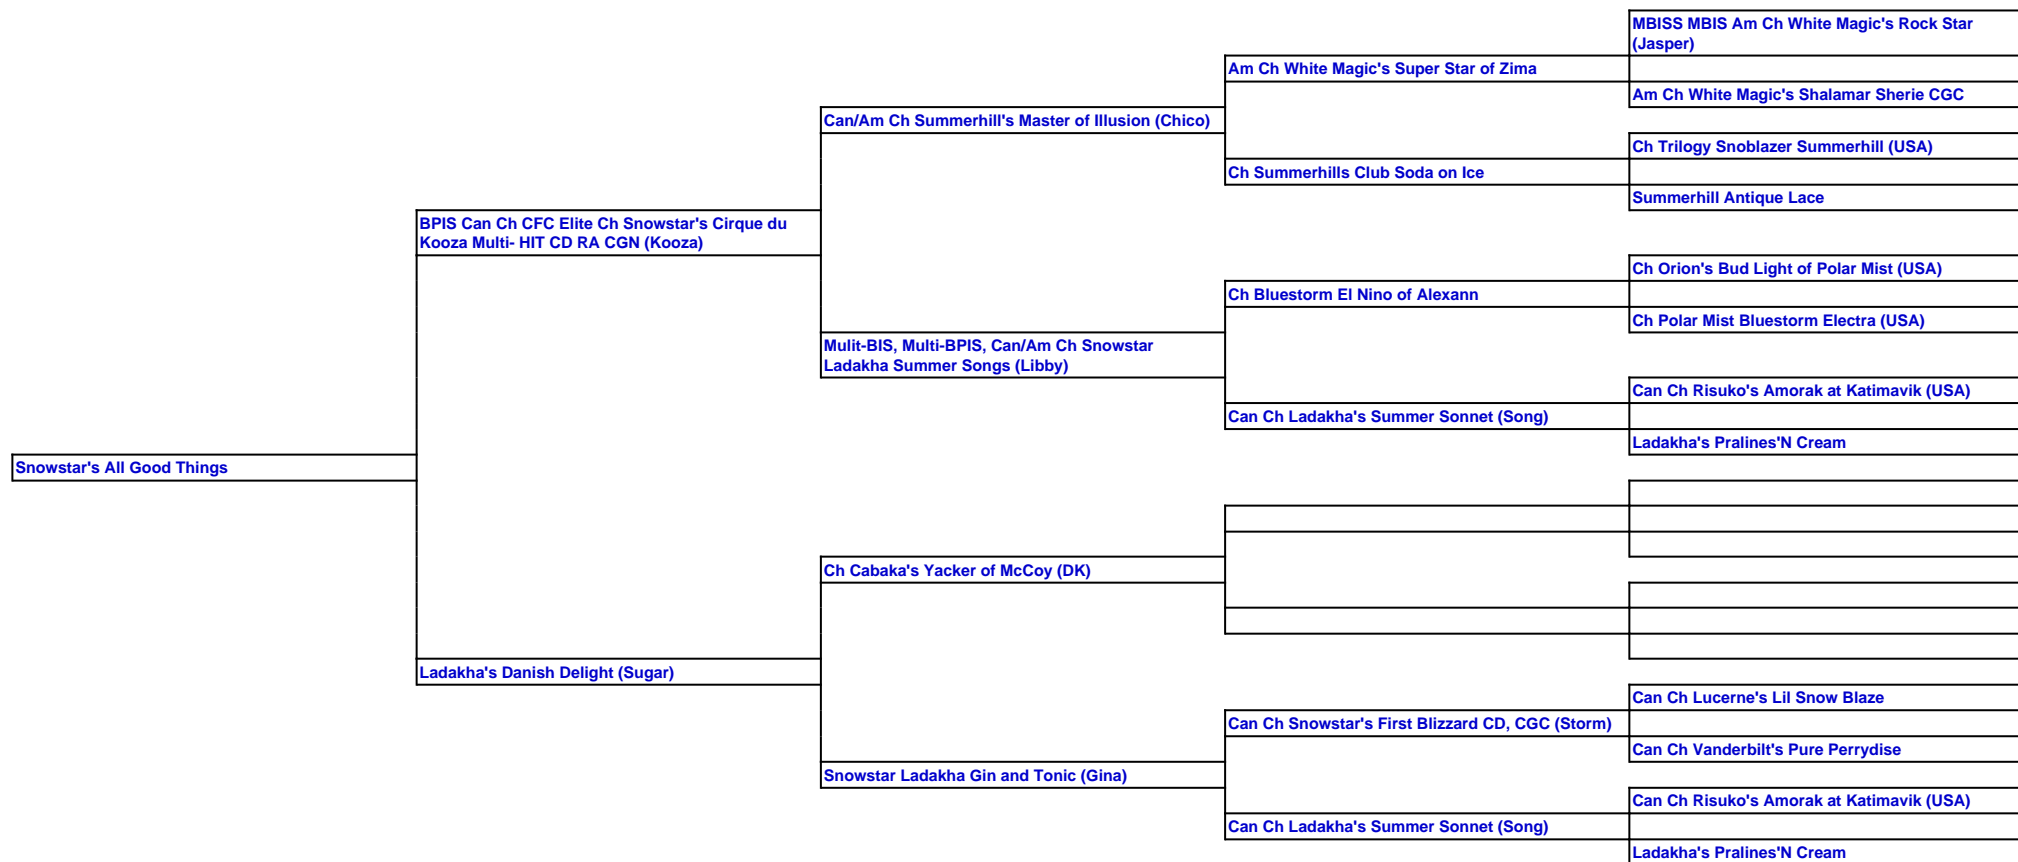 MBISS MBIS Am Ch White Magic's Rock Star
(Jasper)
Am Ch White Magic's Super Star of Zima
Am Ch White Magic's Shalamar Sherie CGC
Can/Am Ch Summerhill's Master of Illusion (Chico)
Ch Trilogy Snoblazer Summerhill (USA)
Ch Summerhills Club Soda on Ice
Summerhill Antique Lace
BPIS Can Ch CFC Elite Ch Snowstar's Cirque du
Kooza Multi- HIT CD RA CGN (Kooza)
Ch Orion's Bud Light of Polar Mist (USA)
Ch Bluestorm El Nino of Alexann
Ch Polar Mist Bluestorm Electra (USA)
Mulit-BIS, Multi-BPIS, Can/Am Ch Snowstar
Ladakha Summer Songs (Libby)
Can Ch Risuko's Amorak at Katimavik (USA)
Can Ch Ladakha's Summer Sonnet (Song)
Ladakha's Pralines'N Cream
Snowstar's All Good Things
Ch Cabaka's Yacker of McCoy (DK)
Ladakha's Danish Delight (Sugar)
Can Ch Lucerne's Lil Snow Blaze
Can Ch Snowstar's First Blizzard CD, CGC (Storm)
Can Ch Vanderbilt's Pure Perrydise
Snowstar Ladakha Gin and Tonic (Gina)
Can Ch Risuko's Amorak at Katimavik (USA)
Can Ch Ladakha's Summer Sonnet (Song)
Ladakha's Pralines'N Cream